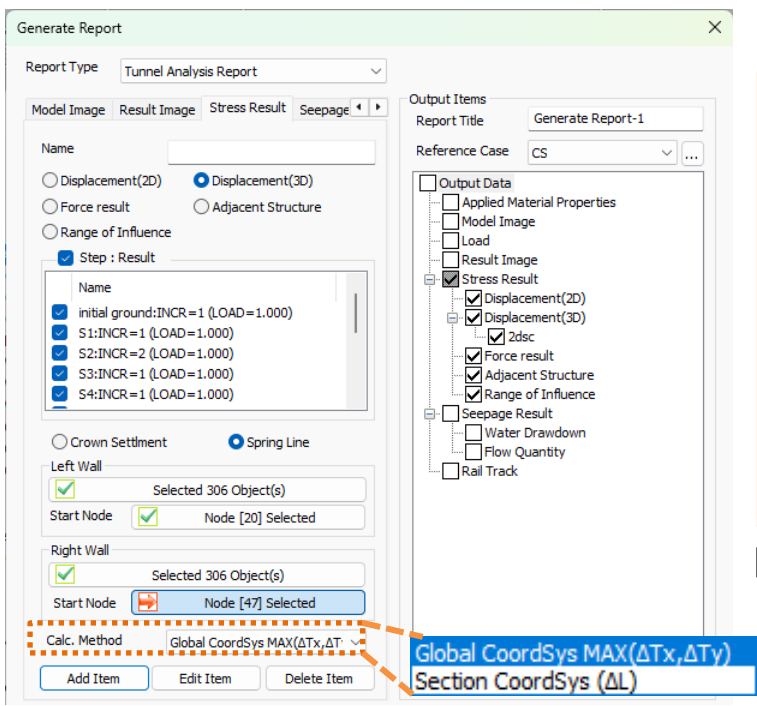 Generate Report
Report Type
Tunnel Analysis Report
Model Image
Result Image
Stress Result
Seepage
Name
Displacement(2D)
Displacement(3D)
Force result
Adjacent Structure
Range of Influence
Step : Result
Name
initial ground:INCR=1 (LOAD=1.000)
S1:INCR=1 (LOAD=1.000)
S2:INCR=2 (LOAD=1.000)
S3:INCR=1 (LOAD=1.000)
S4:INCR=1 (LOAD=1.000)
Crown Settlment
Spring Line
Left Wall
Selected 306 Object(s)
Start Node
Node [20] Selected
Right Wall
Selected 306 Object(s)
Start Node
Node [47] Selected
Calc. Method
Global CoordSys MAX(ΔTx,ΔT
Add Item
Edit Item
Delete Item
Output Items
Report Title
Generate Report-1
Reference Case
CS
...
Output Data
Applied Material Properties
Model Image
Load
Result Image
Stress Result
Displacement(2D)
Displacement(3D)
2dsc
Force result
Adjacent Structure
Range of Influence
Seepage Result
Water Drawdown
Flow Quantity
Rail Track
Global CoordSys MAX(ΔTx,ΔTy)
Section CoordSys (ΔL)